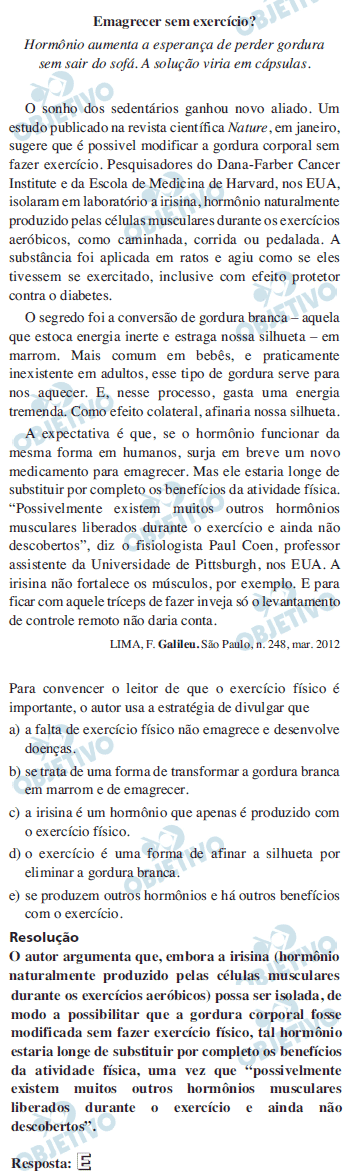 Emagrecer sem exercício?
Hormônio aumenta a esperança de perder gordura
sem sair do sofá. A solução viria em cápsulas.
O sonho dos sedentários ganhou novo aliado. Um
estudo publicado na revista científica Nature, em janeiro,
sugere que é possível modificar a gordura corporal sem
fazer exercício. Pesquisadores do Dana-Farber Cancer
Institute e da Escola de Medicina de Harvard, nos EUA,
isolaram em laboratório a irisina, hormônio naturalmente
produzido pelas células musculares durante os exercícios
aeróbicos, como caminhada, corrida ou pedalada. A
substância foi aplicada em ratos e agiu como se eles
tivessem se exercitado, inclusive com efeito protetor
contra o diabetes.
O segredo foi a conversão de gordura branca – aquela
que estoca energia inerte e estraga nossa silhueta – em
marrom. Mais comum em bebês, e praticamente
inexistente em adultos, esse tipo de gordura serve para
nos aquecer. E, nesse processo, gasta uma energia
tremenda. Como efeito colateral, afinaria nossa silhueta.
A expectativa é que, se o hormônio funcionar da
mesma forma em humanos, surja em breve um novo
medicamento para emagrecer. Mas ele estaria longe de
substituir por completo os benefícios da atividade física.
“Possivelmente existem muitos outros hormônios
musculares liberados durante o exercício e ainda não
descobertos”, diz o fisiologista Paul Coen, professor
assistente da Universidade de Pittsburgh, nos EUA. A
irisina não fortalece os músculos, por exemplo. E para
ficar com aquele tríceps de fazer inveja só o levantamento
de controle remoto não daria conta.
LIMA, F. Galileu. São Paulo, n. 248, mar. 2012
Para convencer o leitor de que o exercício físico é
importante, o autor usa a estratégia de divulgar que
a) a falta de exercício físico não emagrece e desenvolve
doenças.
b) se trata de uma forma de transformar a gordura branca
em marrom e de emagrecer.
c) a irisina é um hormônio que apenas é produzido com
o exercício físico.
d) o exercício é uma forma de afinar a silhueta por
eliminar a gordura branca.
e) se produzem outros hormônios e há outros benefícios
com o exercício.
Resolução
O autor argumenta que, embora a irisina (hormônio
naturalmente produzido pelas células musculares
durante os exercícios aeróbicos) possa ser isolada, de
modo a possibilitar que a gordura corporal fosse
modificada sem fazer exercício físico, tal hormônio
estaria longe de substituir por completo os benefícios
da atividade física, uma vez que “possivelmente
existem muitos outros hormônios musculares
liberados durante o exercício e ainda não
descobertos”.
Resposta: E